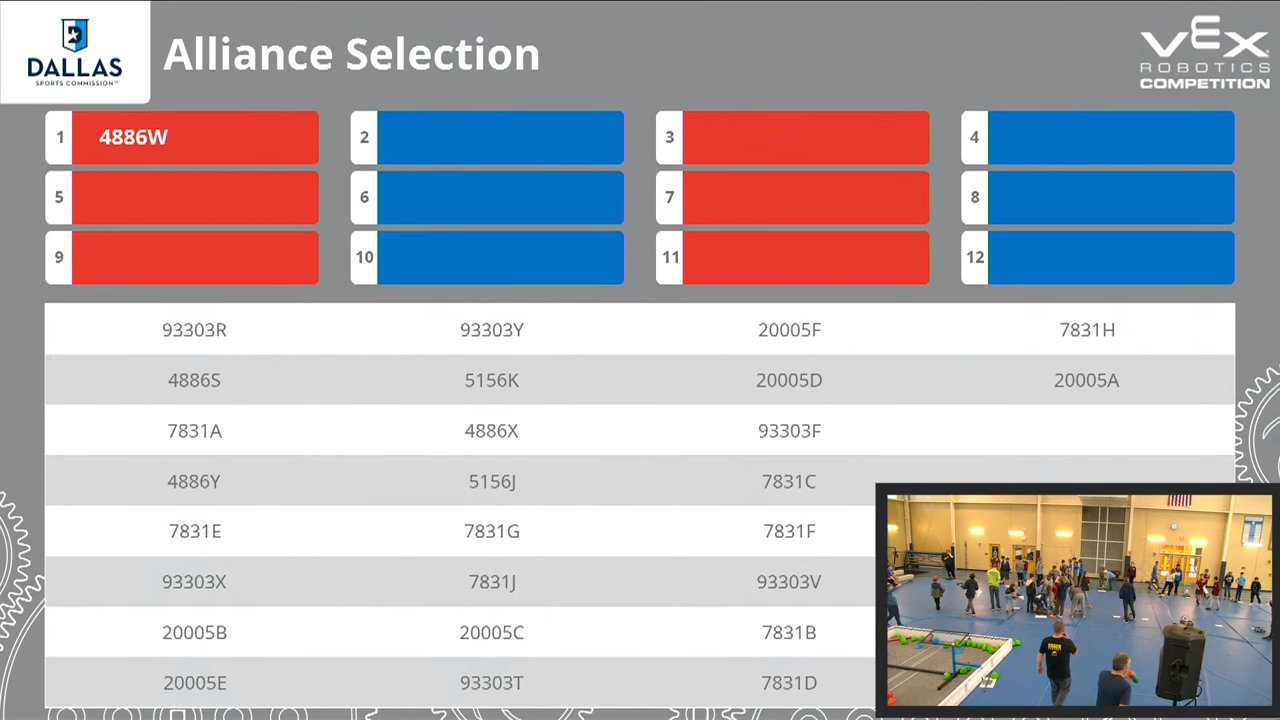 DALLAS
SPORTS COMMISSION™
Alliance Selection
VEX
ROBOTICS
COMPETITION
1 4886W 2 3 4
5 6 7 8
9 10 11 12
93303R 93303Y 20005F 7831H
4886S 5156K 20005D 20005A
7831A 4886X 93303F
4886Y 5156J 7831C
7831E 7831G 7831F
93303X 7831J 93303V
20005B 20005C 7831B
20005E 93303T 7831D